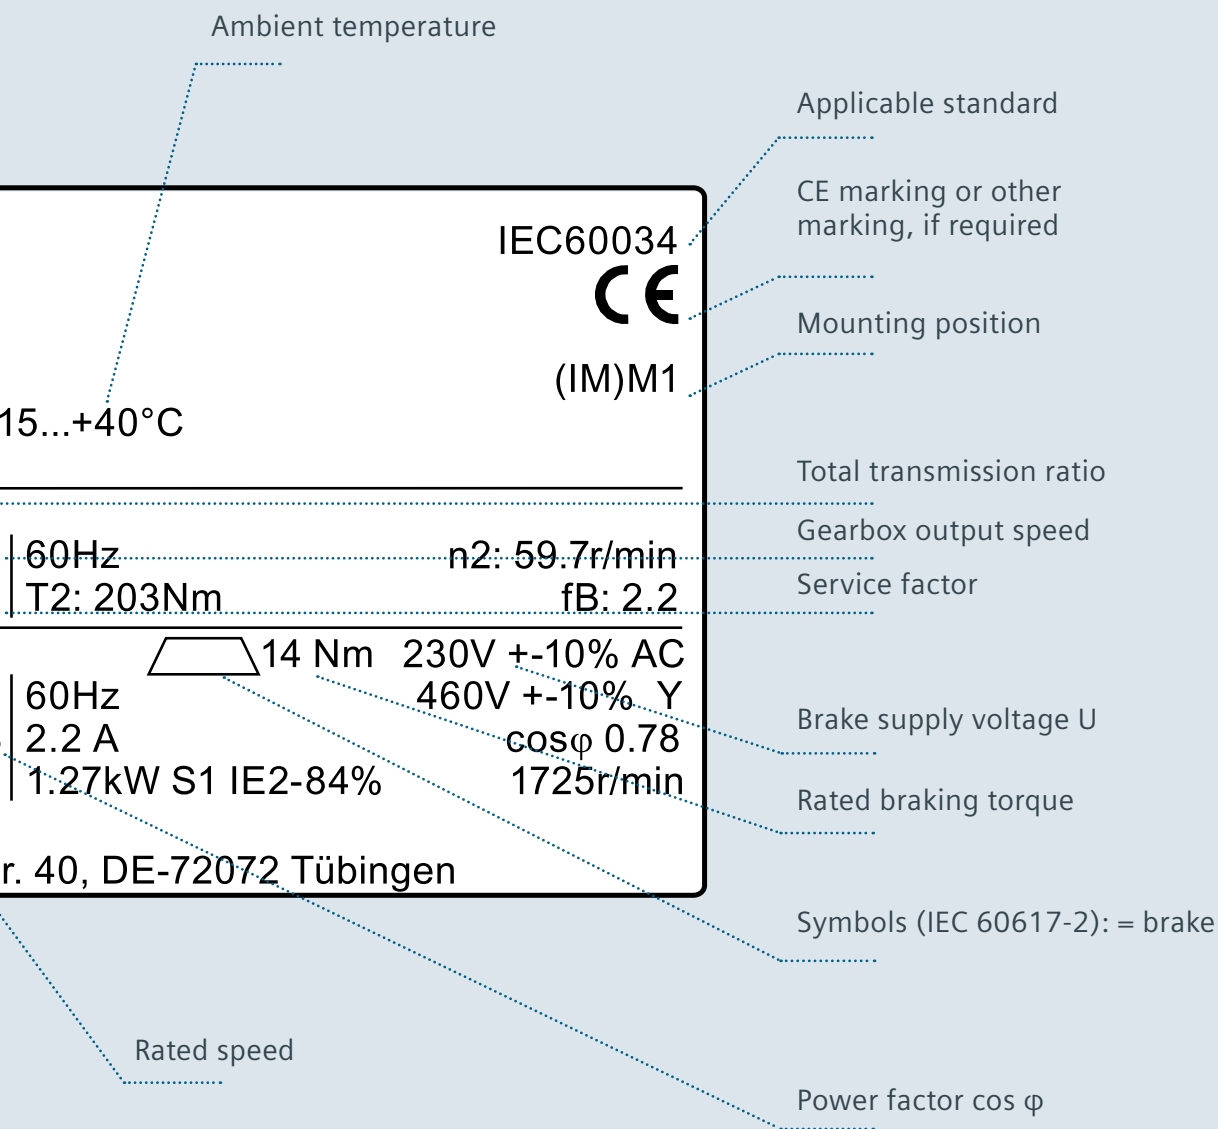 Ambient temperature
Applicable standard
CE marking or other
marking, if required
IEC60034
CE
Mounting position
(IM)M1
15...+40°C
Total transmission ratio
Gearbox output speed
60Hz n2: 59.7r/min
Service factor
T2: 203Nm fB: 2.2
14 Nm 230V +-10% AC
60Hz 460V +-10% Y
Brake supply voltage U
2.2 A cosφ 0.78
1.27kW S1 IE2-84% 1725r/min
Rated braking torque
r. 40, DE-72072 Tübingen
Symbols (IEC 60617-2): = brake
Rated speed
Power factor cos φ